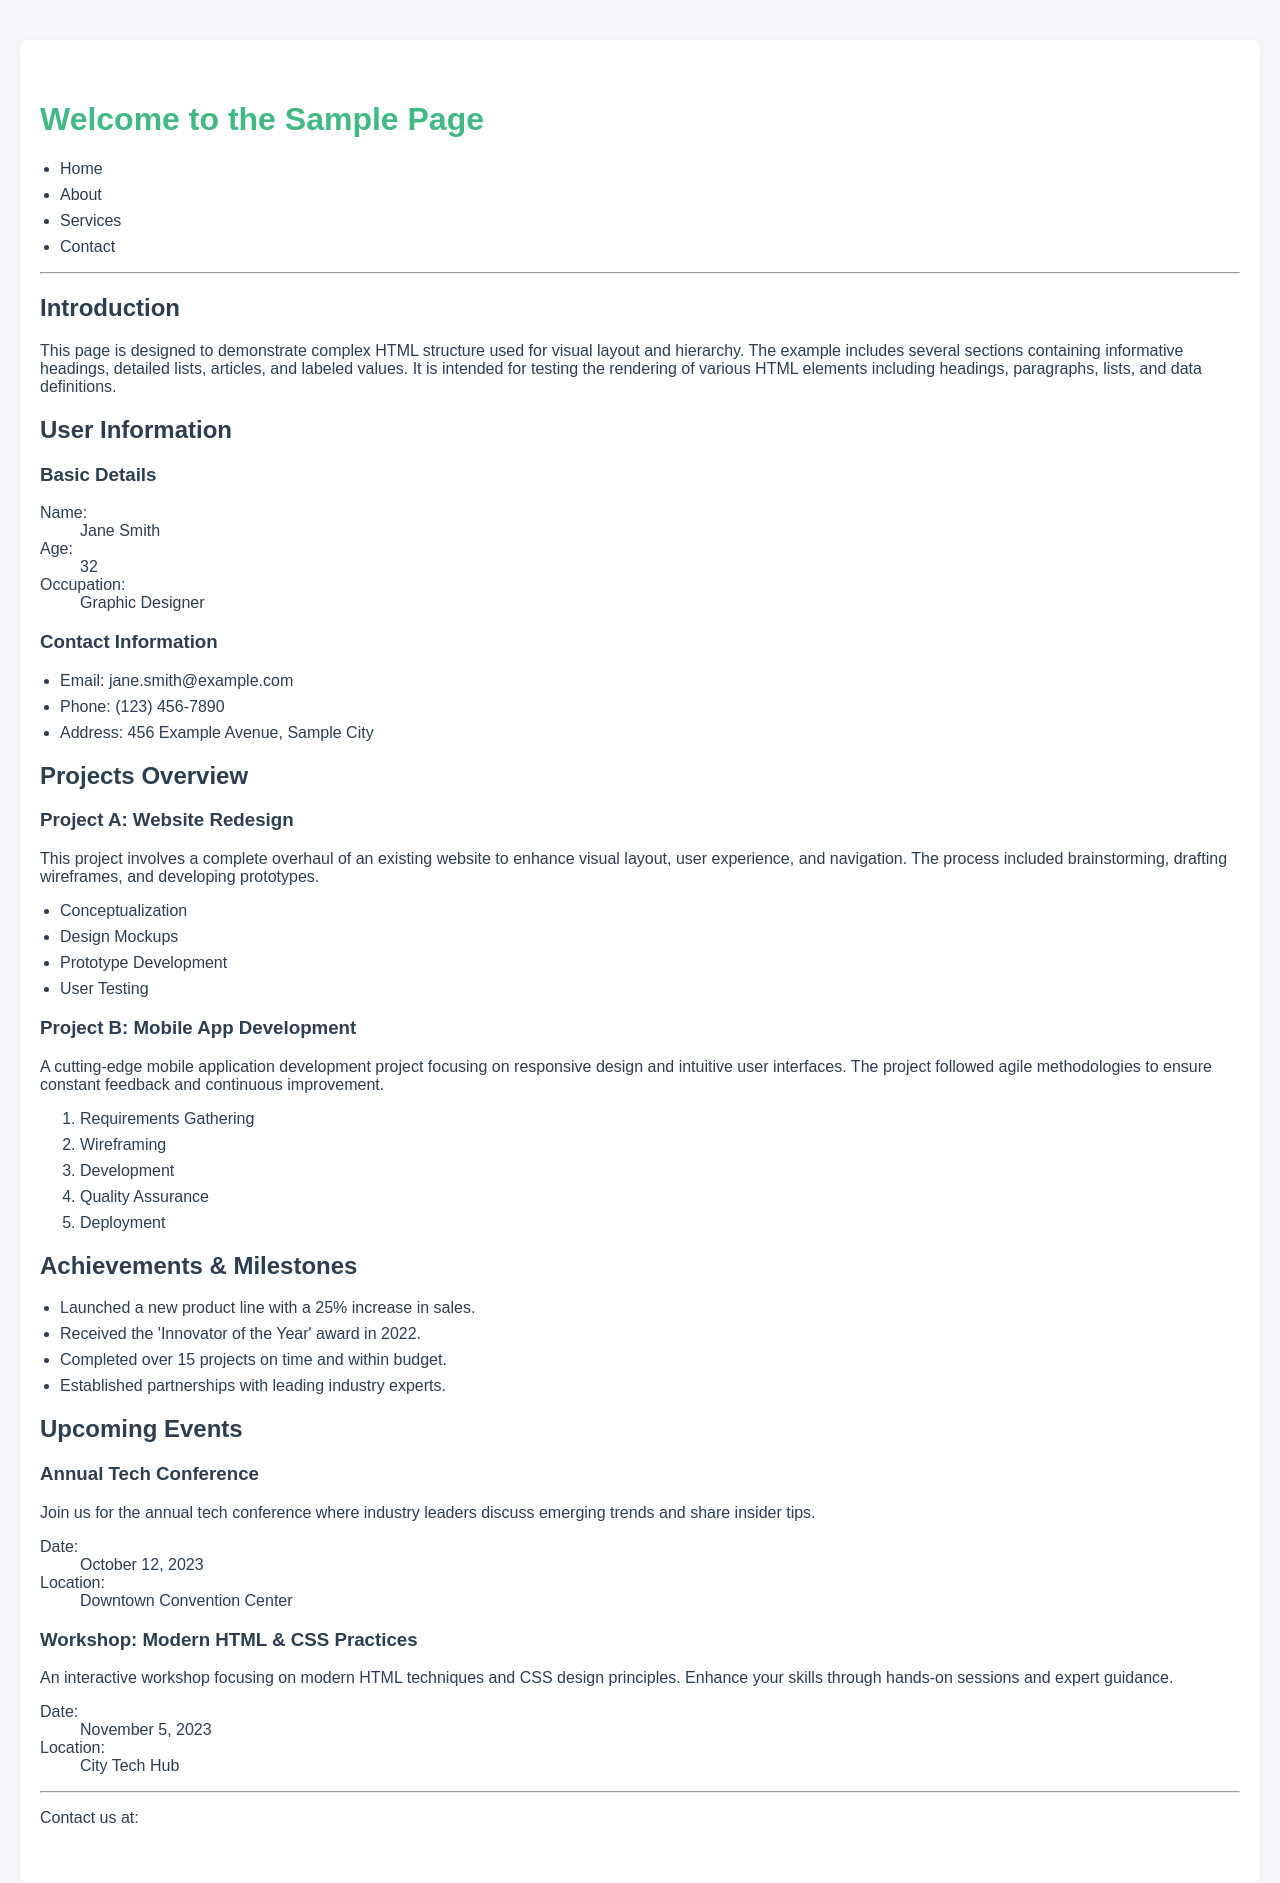 Welcome to the Sample Page
Home
About
Services
Contact
Introduction
This page is designed to demonstrate complex HTML structure used for visual layout and hierarchy. The example includes several sections containing informative
headings, detailed lists, articles, and labeled values. It is intended for testing the rendering of various HTML elements including headings, paragraphs, lists, and data
definitions.
User Information
Basic Details
Name:
Jane Smith
Age:
32
Occupation:
Graphic Designer
Contact Information
Email: jane.smith@example.com
Phone: (123) 456-7890
Address: 456 Example Avenue, Sample City
Projects Overview
Project A: Website Redesign
This project involves a complete overhaul of an existing website to enhance visual layout, user experience, and navigation. The process included brainstorming, drafting
wireframes, and developing prototypes.
Conceptualization
Design Mockups
Prototype Development
User Testing
Project B: Mobile App Development
A cutting-edge mobile application development project focusing on responsive design and intuitive user interfaces. The project followed agile methodologies to ensure
constant feedback and continuous improvement.
1. Requirements Gathering
2. Wireframing
3. Development
4. Quality Assurance
5. Deployment
Achievements & Milestones
Launched a new product line with a 25% increase in sales.
Received the 'Innovator of the Year' award in 2022.
Completed over 15 projects on time and within budget.
Established partnerships with leading industry experts.
Upcoming Events
Annual Tech Conference
Join us for the annual tech conference where industry leaders discuss emerging trends and share insider tips.
Date:
October 12, 2023
Location:
Downtown Convention Center
Workshop: Modern HTML & CSS Practices
An interactive workshop focusing on modern HTML techniques and CSS design principles. Enhance your skills through hands-on sessions and expert guidance.
Date:
November 5, 2023
Location:
City Tech Hub
Contact us at: